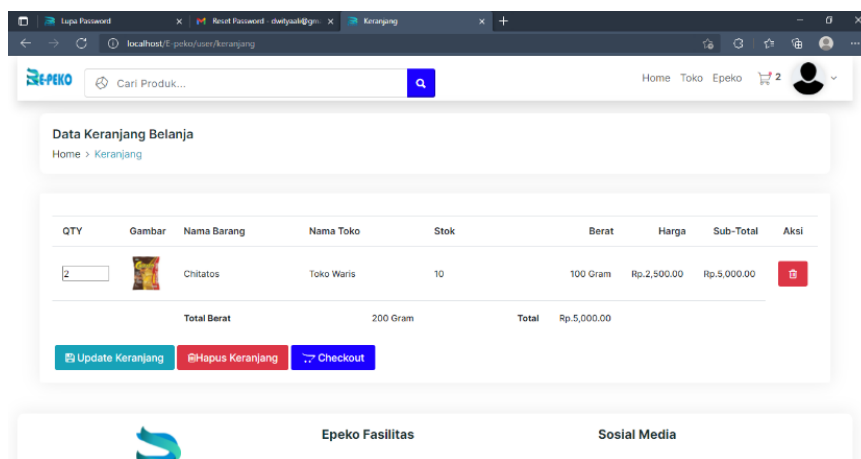 Lupa Password
Reset Password - dwityaali@gm
Keranjang
localhost/E-peko/user/keranjang
E-PEKO
Cari Produk...
Home Toko Epeko 2
Data Keranjang Belanja
Home > Keranjang
QTY Gambar Nama Barang Nama Toko Stok Berat Harga Sub-Total Aksi
2 Chitatos Toko Waris 10 100 Gram Rp.2,500.00 Rp.5,000.00
Total Berat 200 Gram Total Rp.5,000.00
Update Keranjang Hapus Keranjang Checkout
Epeko Fasilitas Sosial Media